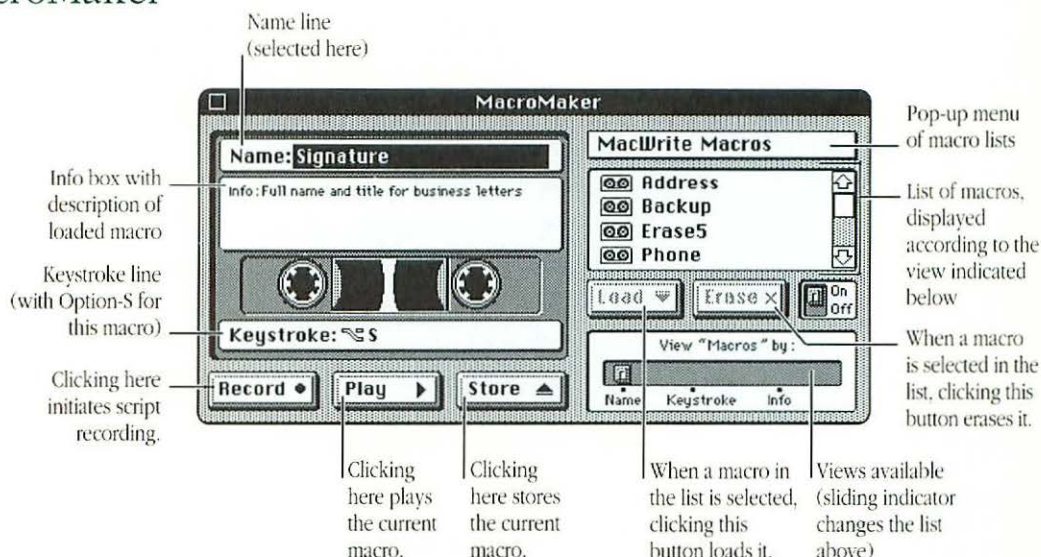 Name line
(selected here)
MacroMaker
Name: Signature
Info: Full name and title for business letters
Keystroke: ⌥ S
Record
Play
Store
MacWrite Macros
Address
Backup
Erase5
Phone
Load
Erase
On
Off
View "Macros" by:
Name Keystroke Info
Info box with
description of
loaded macro
Keystroke line
(with Option-S for
this macro)
Clicking here
initiates script
recording.
Clicking
here plays
the current
macro.
Clicking
here stores
the current
macro.
When a macro in
the list is selected,
clicking this
button loads it.
Views available
(sliding indicator
changes the list
above)
Pop-up menu
of macro lists
List of macros,
displayed
according to the
view indicated
below
When a macro
is selected in the
list, clicking this
button erases it.